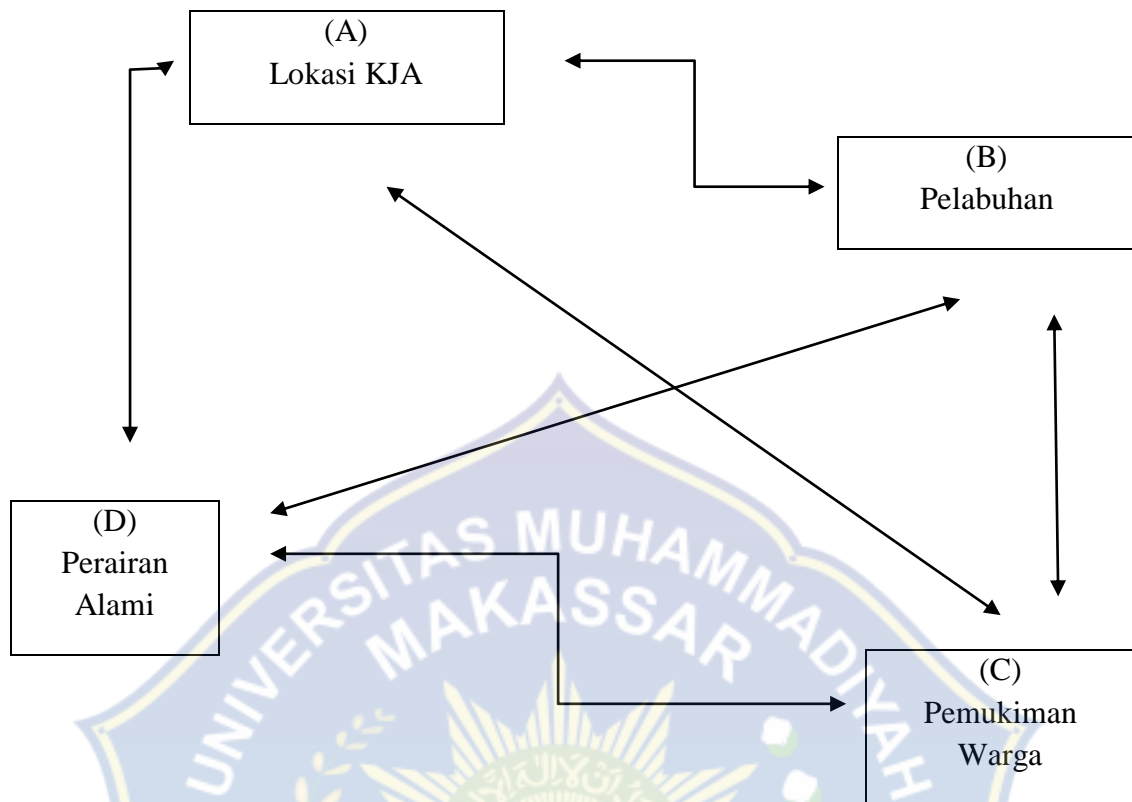 (A)
Lokasi KJA
(B)
Pelabuhan
(D)
Perairan
Alami
(C)
Pemukiman
Warga
UNIVERSITAS MUHAMMADIYAH
MAKASSAR